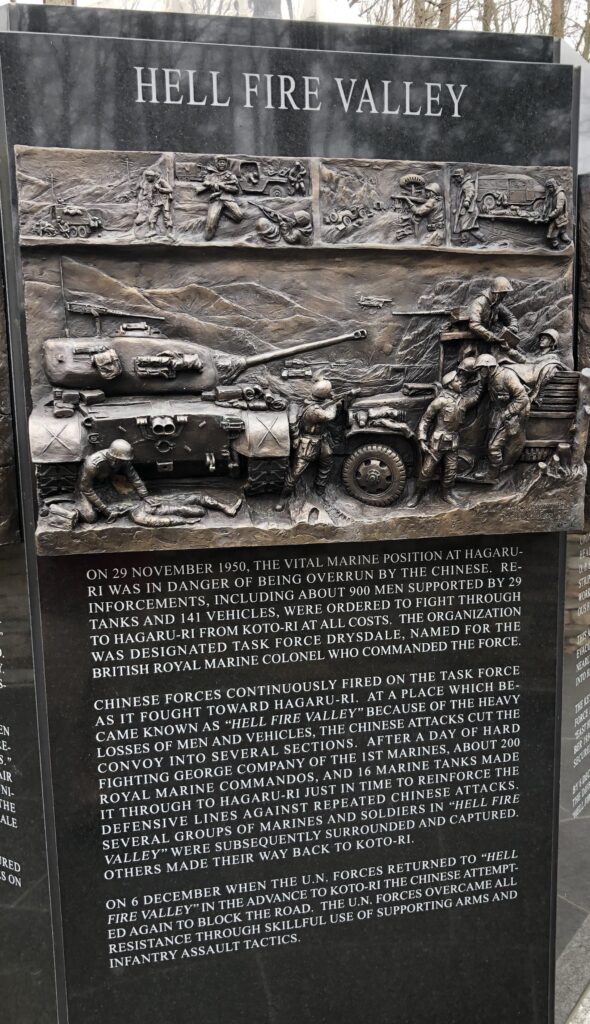 HELL FIRE VALLEY
ON 29 NOVEMBER 1950, THE VITAL MARINE POSITION AT HAGARU-
RI WAS IN DANGER OF BEING OVERRUN BY THE CHINESE. RE-
INFORCEMENTS, INCLUDING ABOUT 900 MEN SUPPORTED BY 29
TANKS AND 141 VEHICLES, WERE ORDERED TO FIGHT THROUGH
TO HAGARU-RI FROM KOTO-RI AT ALL COSTS. THE ORGANIZATION
WAS DESIGNATED TASK FORCE DRYSDALE, NAMED FOR THE
BRITISH ROYAL MARINE COLONEL WHO COMMANDED THE FORCE.
CHINESE FORCES CONTINUOUSLY FIRED ON THE TASK FORCE
AS IT FOUGHT TOWARD HAGARU-RI. AT A PLACE WHICH BE-
CAME KNOWN AS "HELL FIRE VALLEY" BECAUSE OF THE HEAVY
LOSSES OF MEN AND VEHICLES, THE CHINESE ATTACKS CUT THE
CONVOY INTO SEVERAL SECTIONS. AFTER A DAY OF HARD
FIGHTING GEORGE COMPANY OF THE 1ST MARINES, ABOUT 200
ROYAL MARINE COMMANDOS, AND 16 MARINE TANKS MADE
IT THROUGH TO HAGARU-RI JUST IN TIME TO REINFORCE THE
DEFENSIVE LINES AGAINST REPEATED CHINESE ATTACKS.
SEVERAL GROUPS OF MARINES AND SOLDIERS IN "HELL FIRE
VALLEY" WERE SUBSEQUENTLY SURROUNDED AND CAPTURED.
OTHERS MADE THEIR WAY BACK TO KOTO-RI.
ON 6 DECEMBER WHEN THE U.N. FORCES RETURNED TO "HELL
FIRE VALLEY" IN THE ADVANCE TO KOTO-RI THE CHINESE ATTEMPT-
ED AGAIN TO BLOCK THE ROAD. THE U.N. FORCES OVERCAME ALL
RESISTANCE THROUGH SKILLFUL USE OF SUPPORTING ARMS AND
INFANTRY ASSAULT TACTICS.